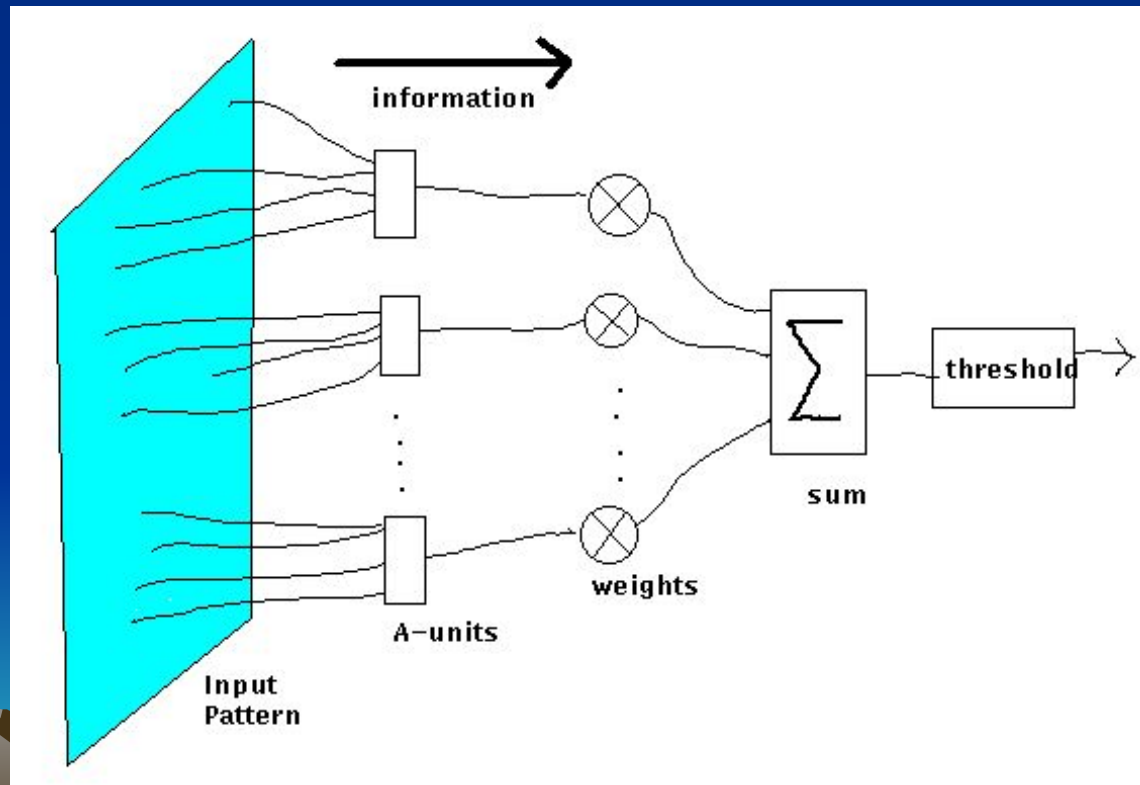 information
threshold
sum
weights
A-units
Input
Pattern